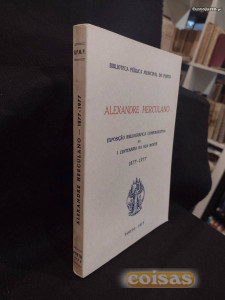 BIBLIOTECA PÚBLICA MUNICIPAL DO PORTO
ALEXANDRE HERCULANO
EXPOSIÇÃO BIBLIOGRÁFICA COMEMORATIVA
DO
I CENTENÁRIO DA SUA MORTE
1877-1977
PORTO - 1977
ALEXANDRE HERCULANO — 1877-1977
coisas